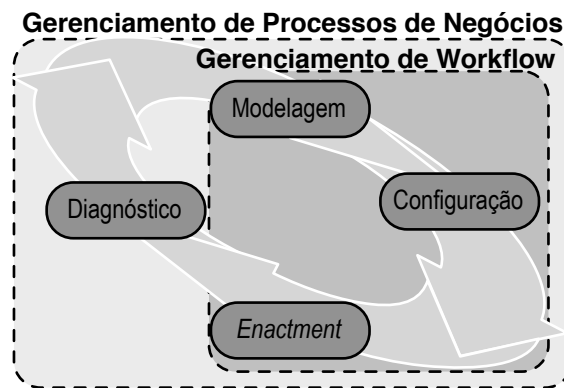 Gerenciamento de Processos de Negócios
Gerenciamento de Workflow
Modelagem
Diagnóstico
Configuração
Enactment